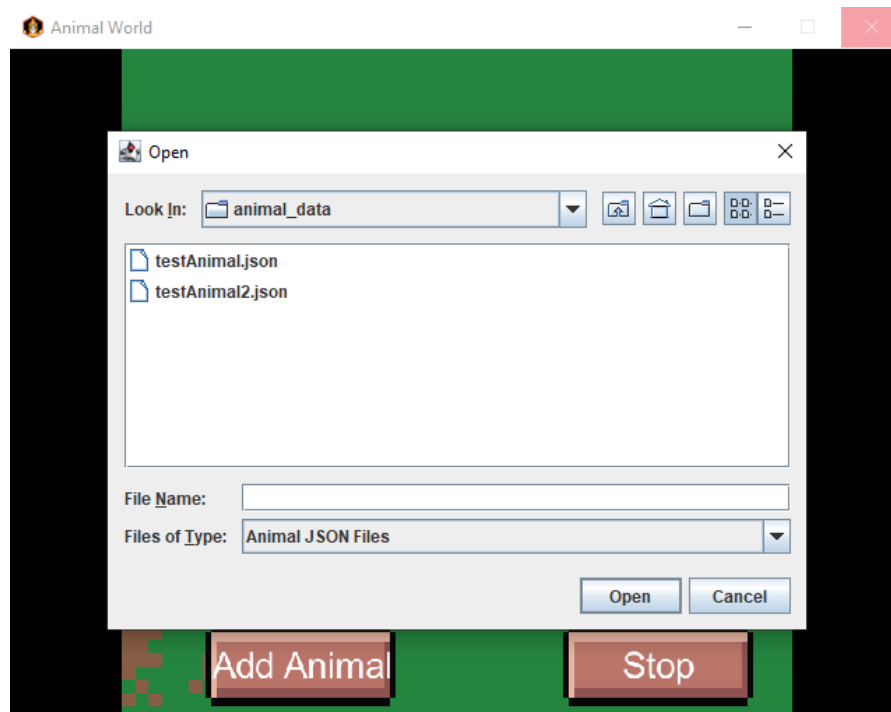 Animal World
Open
Look In: animal_data
testAnimal.json
testAnimal2.json
File Name:
Files of Type: Animal JSON Files
Open Cancel
Add Animal Stop